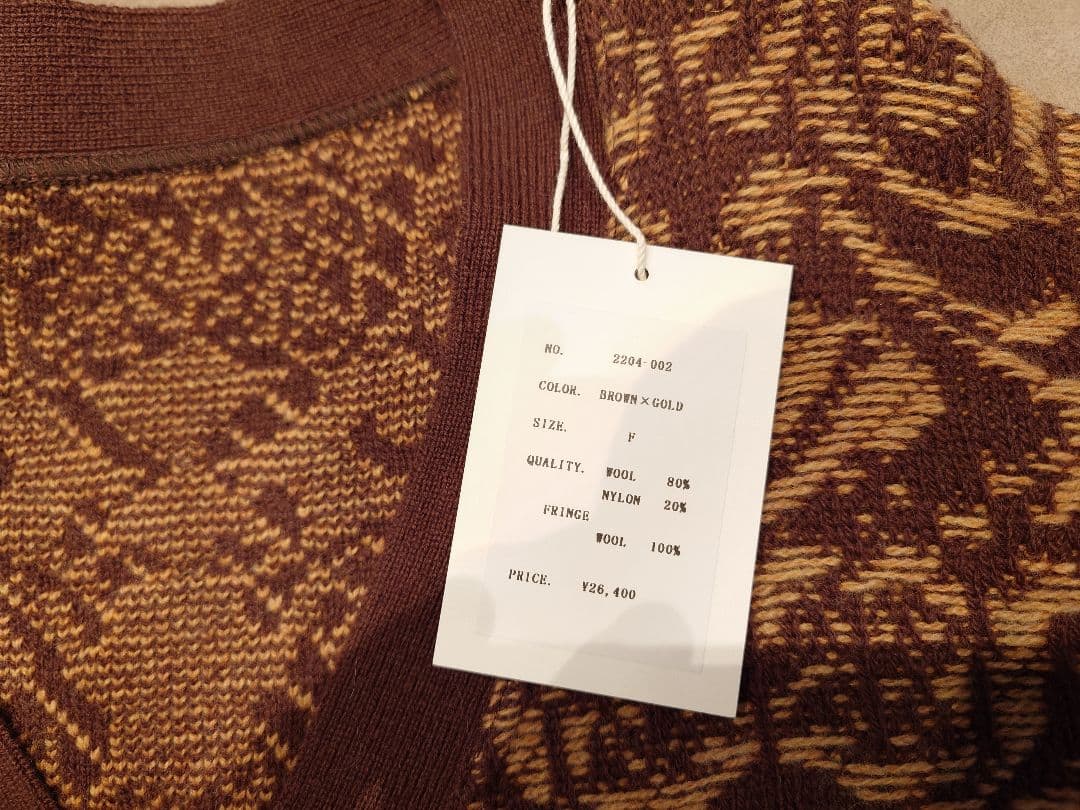 NO. 2204-002
COLOR. BROWN×GOLD
SIZE. F
QUALITY. WOOL 80%
NYLON 20%
FRINGE
WOOL 100%
PRICE. ¥26,400